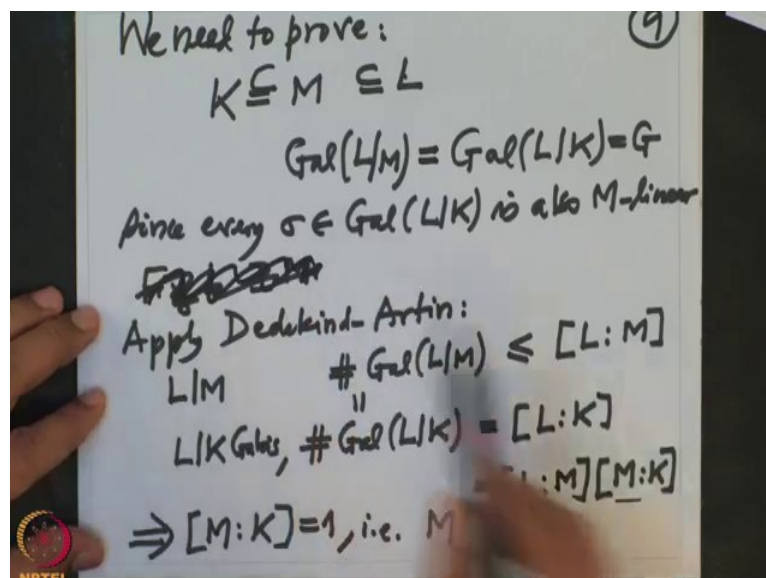 We need to prove: 9
K ⊆ M ⊆ L
Gal(L/M) = Gal(L|K) = G
since every σ ∈ Gal(L|K) is also M-linear
Apply Dedekind-Artin:
L|M # Gal(L|M) ≤ [L:M]
||
L|K Galois, # Gal(L|K) = [L:K]
:M][M:K]
⇒ [M:K]=1, i.e. M
NPTEL